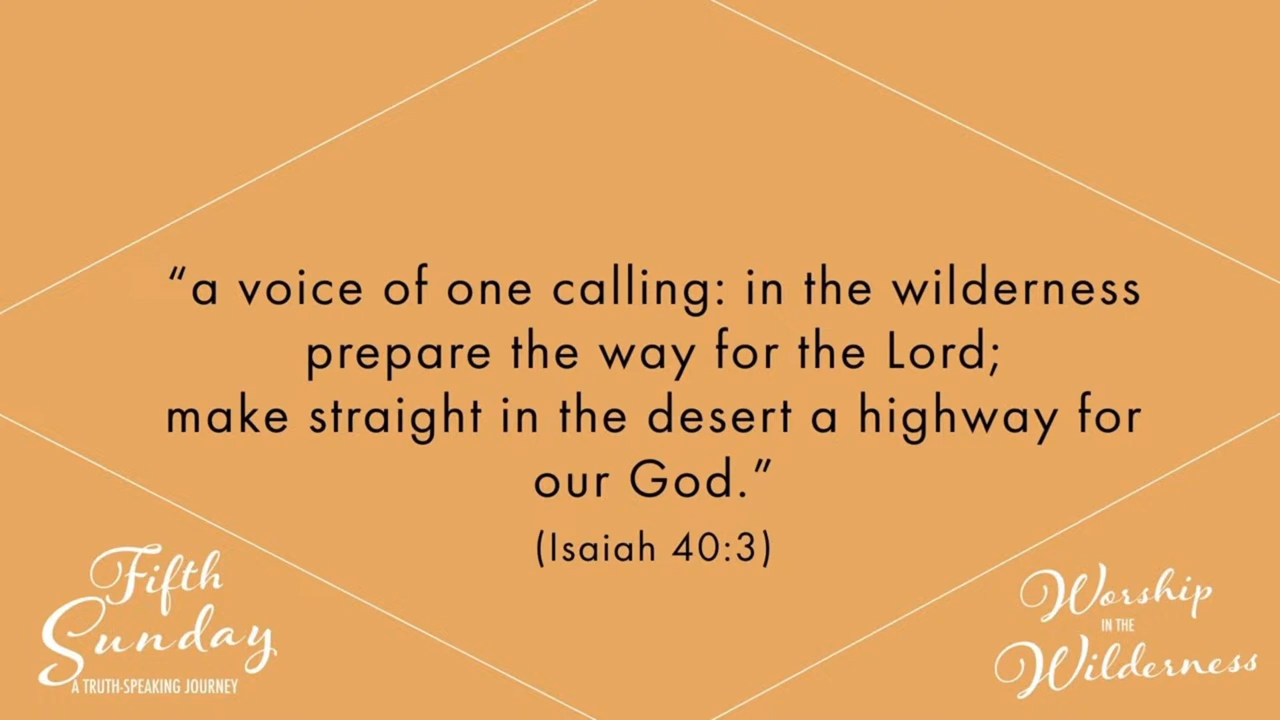 “a voice of one calling: in the wilderness
prepare the way for the Lord;
make straight in the desert a highway for
our God.”
(Isaiah 40:3)
Fifth
Sunday
A TRUTH-SPEAKING JOURNEY
Worship
IN THE
Wilderness